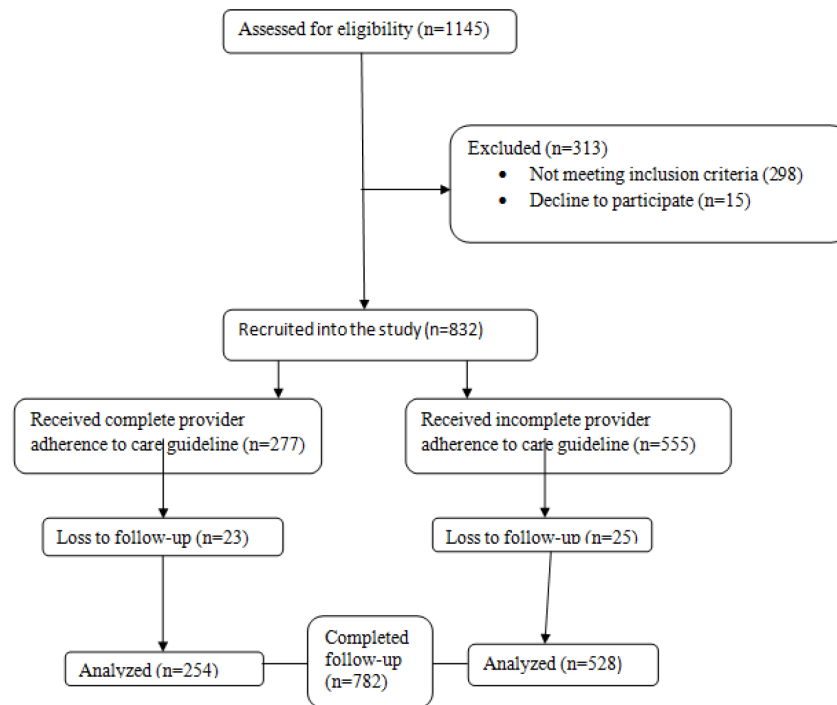 Assessed for eligibility (n=1145)
Excluded (n=313)
• Not meeting inclusion criteria (298)
• Decline to participate (n=15)
Recruited into the study (n=832)
Received complete provider
adherence to care guideline (n=277)
Received incomplete provider
adherence to care guideline (n=555)
Loss to follow-up (n=23)
Loss to follow-up (n=25)
Completed
follow-up
(n=782)
Analyzed (n=254)
Analyzed (n=528)